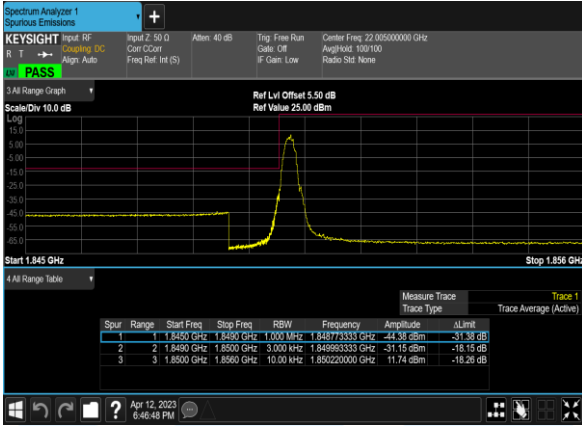 Spectrum Analyzer 1
Spurious Emissions
KEYSIGHT Input: RF Input Z: 50 Ω Atten: 40 dB Trig: Free Run Center Freq: 22.005000000 GHz
R T Coupling: DC Corr CCorr Gate: Off Avg|Hold: 100/100
Align: Auto Freq Ref: Int (S) IF Gain: Low Radio Std: None
PASS
3 All Range Graph Ref Lvl Offset 5.50 dB
Scale/Div 10.0 dB Ref Value 25.00 dBm
Log
15.0
5.00
-5.00
-15.0
-25.0
-35.0
-45.0
-55.0
-65.0
Start 1.845 GHz Stop 1.856 GHz
4 All Range Table
Measure Trace Trace 1
Trace Type Trace Average (Active)
Spur Range Start Freq Stop Freq RBW Frequency Amplitude ΔLimit
1 1 1.8450 GHz 1.8490 GHz 1.000 MHz 1.848773333 GHz -44.38 dBm -31.38 dB
2 2 1.8490 GHz 1.8500 GHz 3.000 kHz 1.849993333 GHz -31.15 dBm -18.15 dB
3 3 1.8500 GHz 1.8560 GHz 10.00 kHz 1.850220000 GHz 11.74 dBm -18.26 dB
? Apr 12, 2023
6:46:48 PM